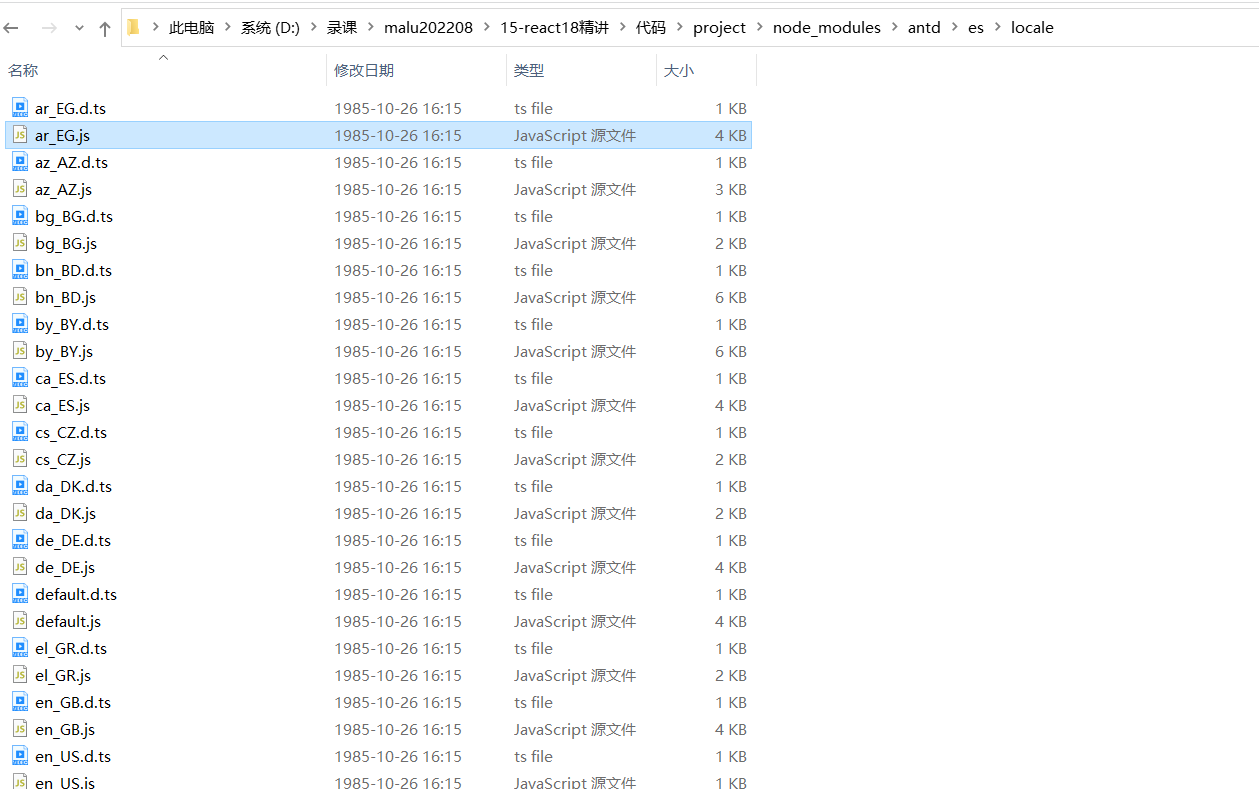 此电脑 > 系统 (D:) > 录课 > malu202208 > 15-react18精讲 > 代码 > project > node_modules > antd > es > locale
名称 修改日期 类型 大小
ar_EG.d.ts 1985-10-26 16:15 ts file 1 KB
ar_EG.js 1985-10-26 16:15 JavaScript 源文件 4 KB
az_AZ.d.ts 1985-10-26 16:15 ts file 1 KB
az_AZ.js 1985-10-26 16:15 JavaScript 源文件 3 KB
bg_BG.d.ts 1985-10-26 16:15 ts file 1 KB
bg_BG.js 1985-10-26 16:15 JavaScript 源文件 2 KB
bn_BD.d.ts 1985-10-26 16:15 ts file 1 KB
bn_BD.js 1985-10-26 16:15 JavaScript 源文件 6 KB
by_BY.d.ts 1985-10-26 16:15 ts file 1 KB
by_BY.js 1985-10-26 16:15 JavaScript 源文件 6 KB
ca_ES.d.ts 1985-10-26 16:15 ts file 1 KB
ca_ES.js 1985-10-26 16:15 JavaScript 源文件 4 KB
cs_CZ.d.ts 1985-10-26 16:15 ts file 1 KB
cs_CZ.js 1985-10-26 16:15 JavaScript 源文件 2 KB
da_DK.d.ts 1985-10-26 16:15 ts file 1 KB
da_DK.js 1985-10-26 16:15 JavaScript 源文件 2 KB
de_DE.d.ts 1985-10-26 16:15 ts file 1 KB
de_DE.js 1985-10-26 16:15 JavaScript 源文件 4 KB
default.d.ts 1985-10-26 16:15 ts file 1 KB
default.js 1985-10-26 16:15 JavaScript 源文件 4 KB
el_GR.d.ts 1985-10-26 16:15 ts file 1 KB
el_GR.js 1985-10-26 16:15 JavaScript 源文件 2 KB
en_GB.d.ts 1985-10-26 16:15 ts file 1 KB
en_GB.js 1985-10-26 16:15 JavaScript 源文件 4 KB
en_US.d.ts 1985-10-26 16:15 ts file 1 KB
en_US.js 1985-10-26 16:15 JavaScript 源文件 1 KB